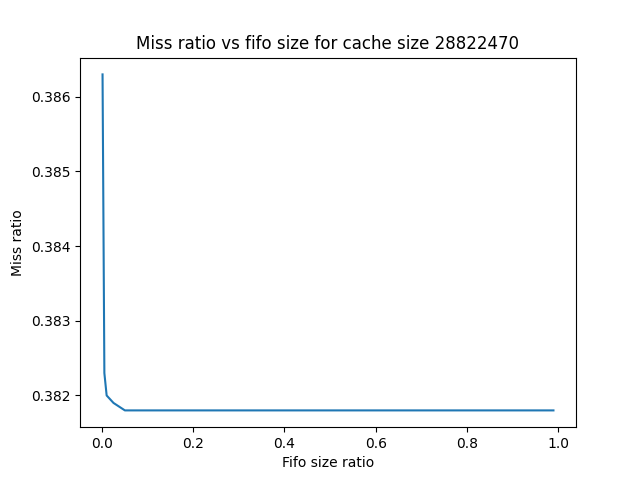 Miss ratio vs fifo size for cache size 28822470
0.386
0.385
0.384
0.383
0.382
Miss ratio
0.0 0.2 0.4 0.6 0.8 1.0
Fifo size ratio